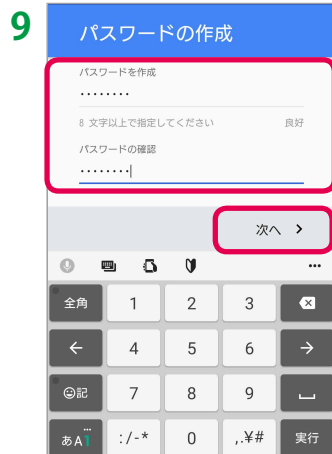 9
パスワードの作成
パスワードを作成
········
8 文字以上で指定してください 良好
パスワードの確認
········
次へ >
•••
全角 1 2 3
← 4 5 6 →
☺記 7 8 9
あA1 :/-* 0 ,.¥# 実行